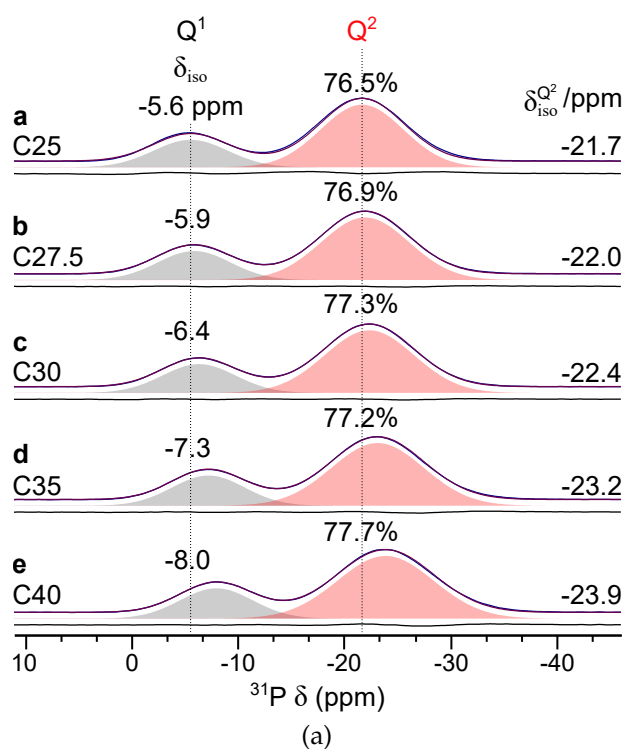 Q¹ Q²
δiso
-5.6 ppm 76.5% δ^Q²_iso /ppm
a
C25 -21.7
-5.9 76.9%
b
C27.5 -22.0
-6.4 77.3%
c
C30 -22.4
-7.3 77.2%
d
C35 -23.2
-8.0 77.7%
e
C40 -23.9
10 0 -10 -20 -30 -40
³¹P δ (ppm)
(a)